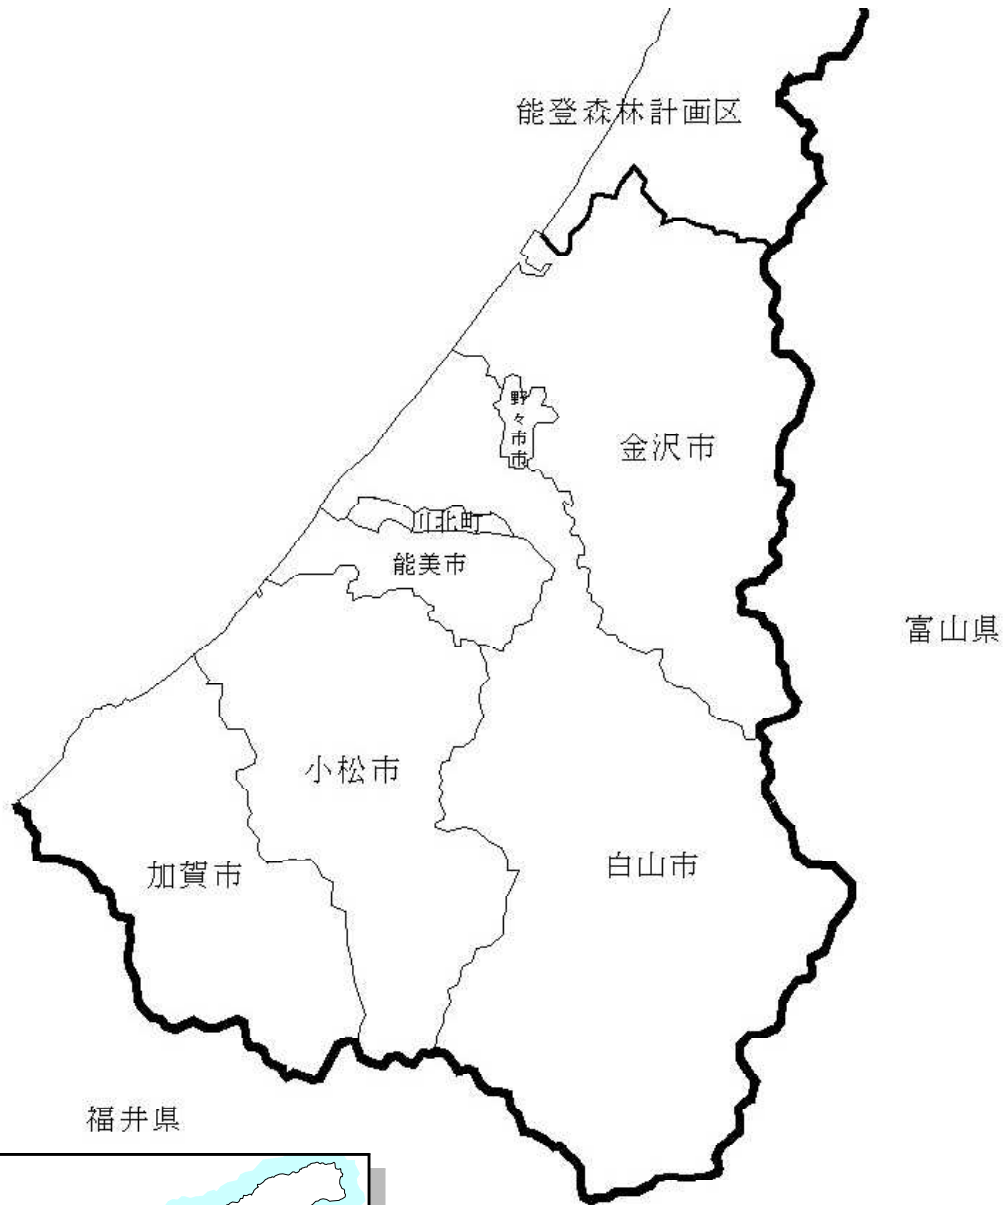 能登森林計画区
野々市市
金沢市
川北町
能美市
富山県
小松市
白山市
加賀市
福井県